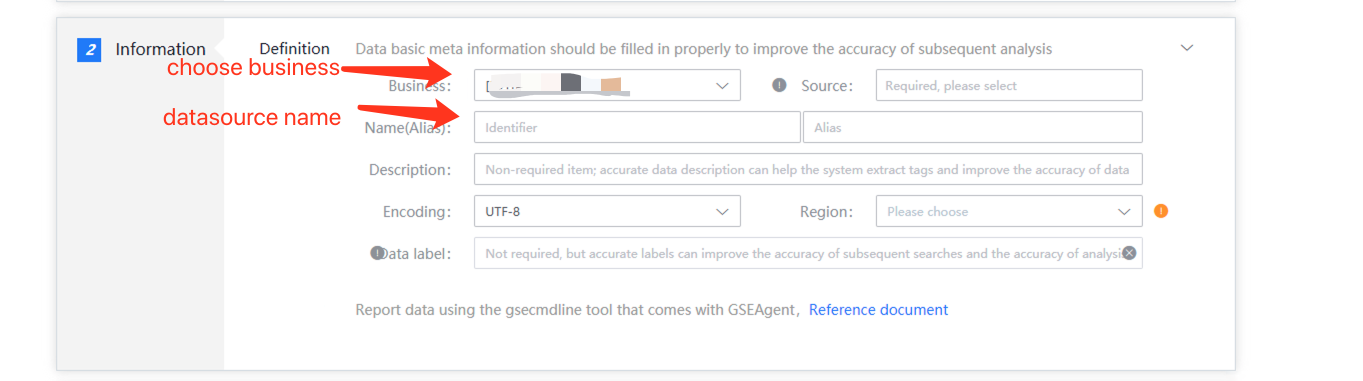 2 Information Definition Data basic meta information should be filled in properly to improve the accuracy of subsequent analysis
choose business
Business: Source: Required, please select
datasource name
Name(Alias): Identifier Alias
Description: Non-required item; accurate data description can help the system extract tags and improve the accuracy of data
Encoding: UTF-8 Region: Please choose
Data label: Not required, but accurate labels can improve the accuracy of subsequent searches and the accuracy of analysi
Report data using the gsecmdline tool that comes with GSEAgent, Reference document